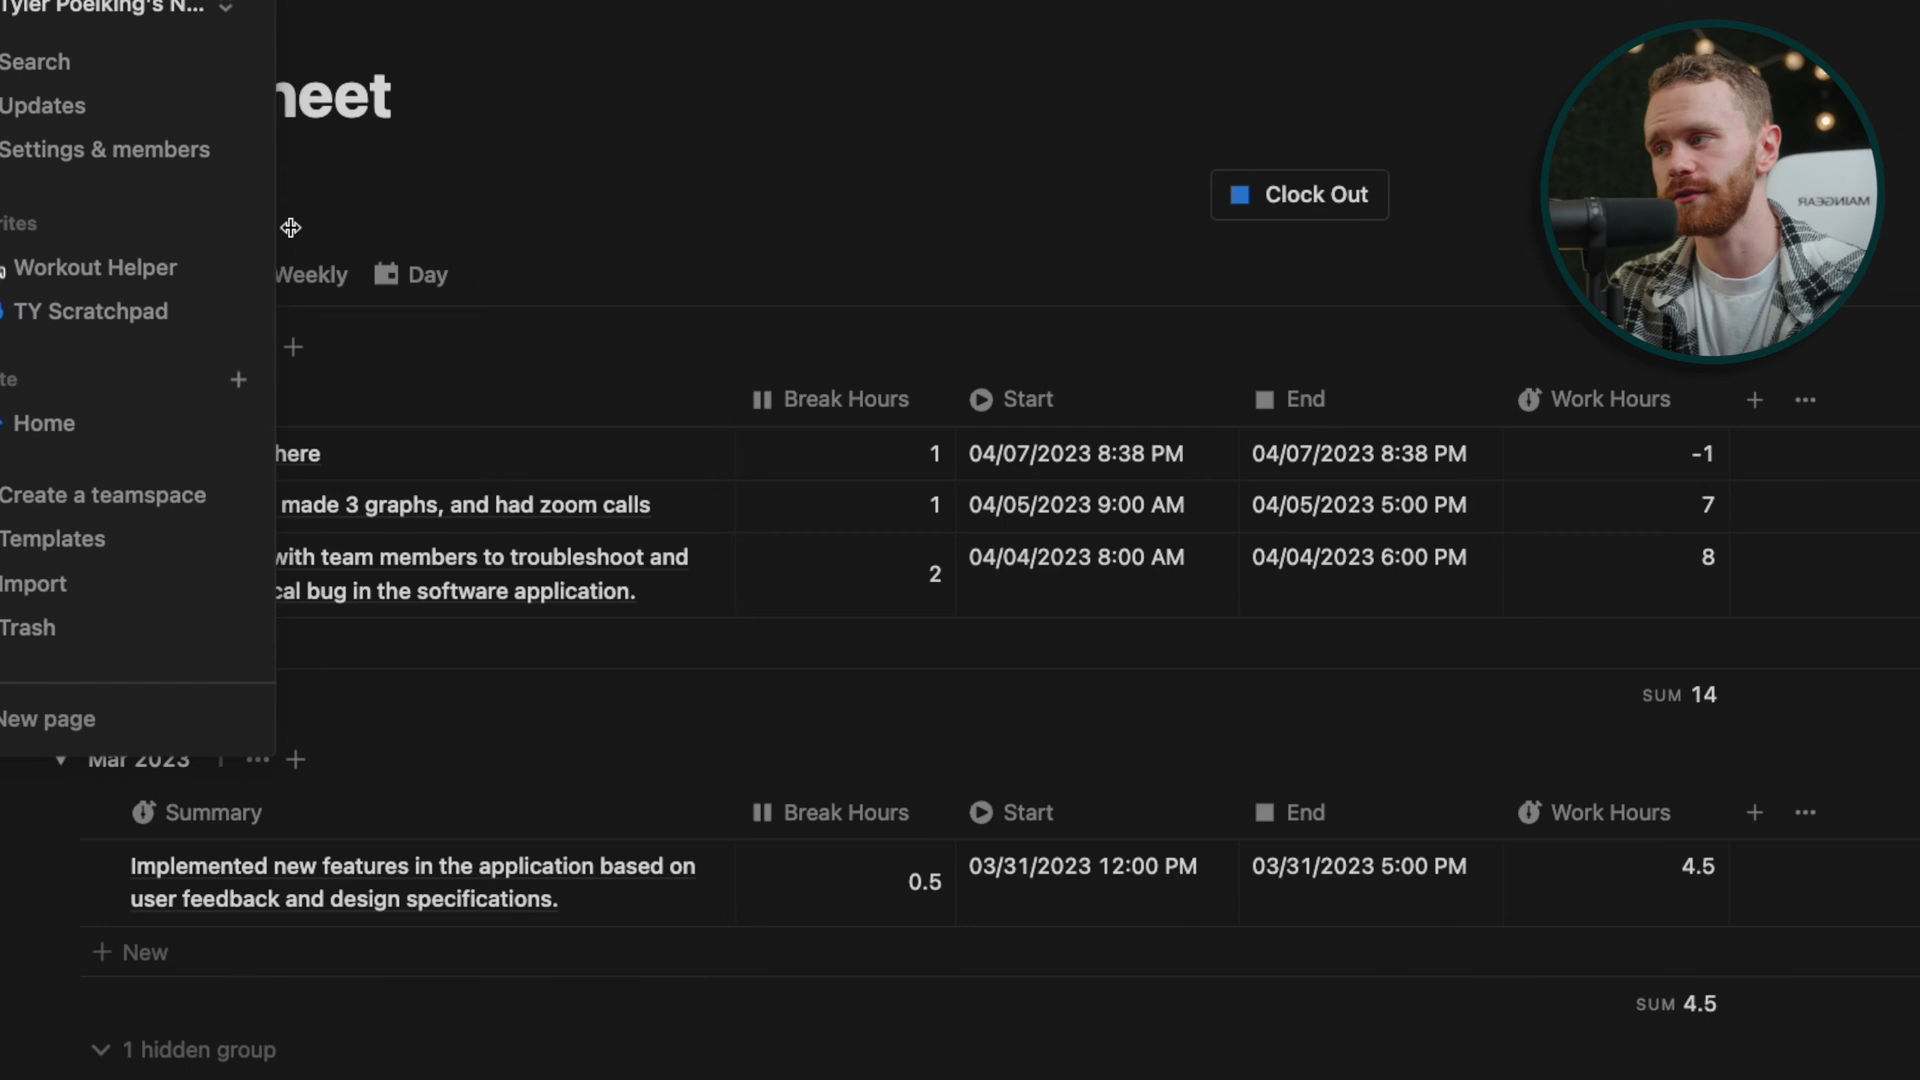 Tyler Poelking's N...
Search
Updates
Settings & members
rites
Workout Helper
TY Scratchpad
te
Home
Create a teamspace
Templates
Import
Trash
New page
heet
Clock Out
Weekly Day
Break Hours Start End Work Hours
here 1 04/07/2023 8:38 PM 04/07/2023 8:38 PM -1
made 3 graphs, and had zoom calls 1 04/05/2023 9:00 AM 04/05/2023 5:00 PM 7
with team members to troubleshoot and 04/04/2023 8:00 AM 04/04/2023 6:00 PM 8
cal bug in the software application. 2
SUM 14
Mar 2023 1
Summary Break Hours Start End Work Hours
Implemented new features in the application based on 03/31/2023 12:00 PM 03/31/2023 5:00 PM 4.5
user feedback and design specifications. 0.5
New
SUM 4.5
1 hidden group
MAINGEAR